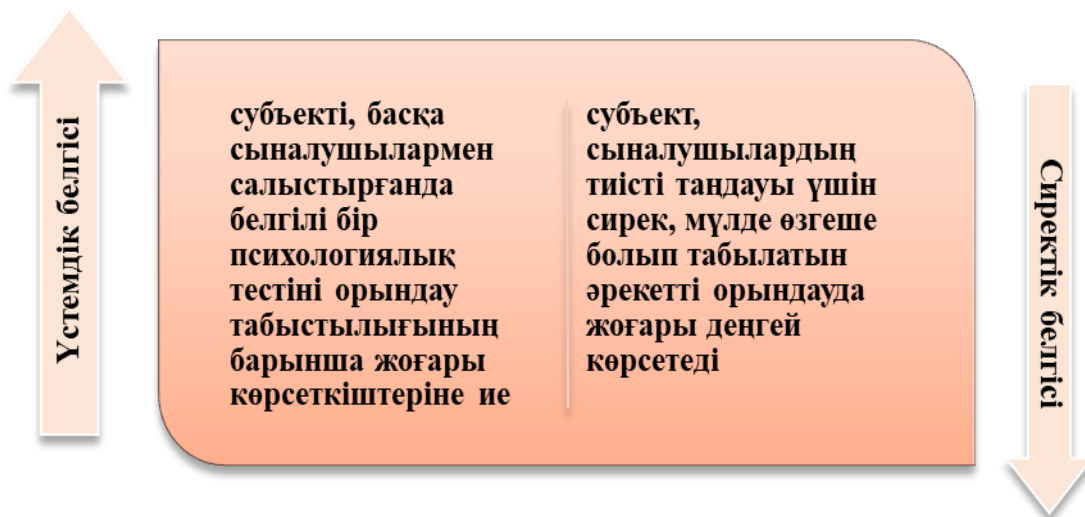 Үстемдік белгісі
субъекті, басқа
сыналушылармен
салыстырғанда
белгілі бір
психологиялық
тестіні орындау
табыстылығының
барынша жоғары
көрсеткіштеріне ие
субъект,
сыналушылардың
тиісті таңдауы үшін
сирек, мүлде өзгеше
болып табылатын
әрекетті орындауда
жоғары деңгей
көрсетеді
Сиректік белгісі